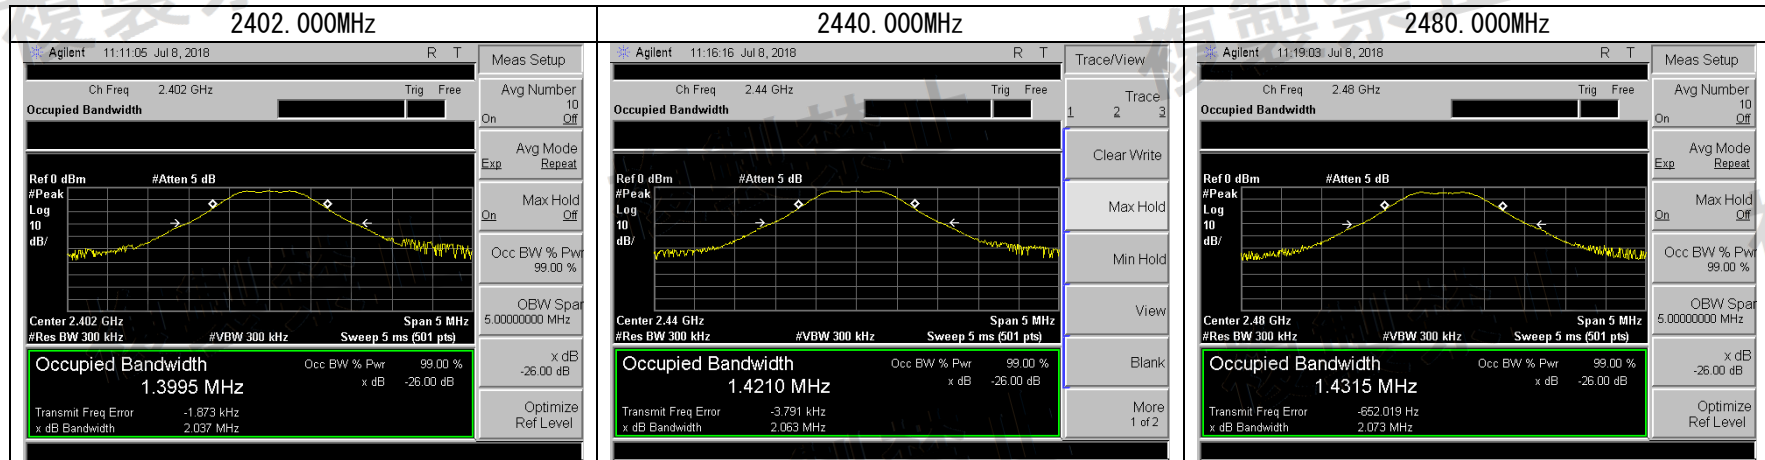 2402.000MHz
Agilent 11:11:05 Jul 8, 2018 R T
Meas Setup
Ch Freq 2.402 GHz Trig Free
Occupied Bandwidth
Avg Number
10
On Off
Avg Mode
Exp Repeat
Ref 0 dBm #Atten 5 dB
#Peak
Log
10
dB/
Max Hold
On Off
Occ BW % Pwr
99.00 %
OBW Span
5.00000000 MHz
Center 2.402 GHz Span 5 MHz
#Res BW 300 kHz #VBW 300 kHz Sweep 5 ms (501 pts)
Occupied Bandwidth Occ BW % Pwr 99.00 %
1.3995 MHz x dB -26.00 dB
x dB
-26.00 dB
Transmit Freq Error -1.873 kHz
x dB Bandwidth 2.037 MHz
Optimize
Ref Level
2440.000MHz
Agilent 11:16:16 Jul 8, 2018 R T
Trace/View
Ch Freq 2.44 GHz Trig Free
Occupied Bandwidth
Trace
1 2 3
Clear Write
Ref 0 dBm #Atten 5 dB
#Peak
Log
10
dB/
Max Hold
Min Hold
View
Center 2.44 GHz Span 5 MHz
#Res BW 300 kHz #VBW 300 kHz Sweep 5 ms (501 pts)
Occupied Bandwidth Occ BW % Pwr 99.00 %
1.4210 MHz x dB -26.00 dB
Blank
Transmit Freq Error -3.791 kHz
x dB Bandwidth 2.063 MHz
More
1 of 2
2480.000MHz
Agilent 11:19:03 Jul 8, 2018 R T
Meas Setup
Ch Freq 2.48 GHz Trig Free
Occupied Bandwidth
Avg Number
10
On Off
Avg Mode
Exp Repeat
Ref 0 dBm #Atten 5 dB
#Peak
Log
10
dB/
Max Hold
On Off
Occ BW % Pwr
99.00 %
OBW Span
5.00000000 MHz
Center 2.48 GHz Span 5 MHz
#Res BW 300 kHz #VBW 300 kHz Sweep 5 ms (501 pts)
Occupied Bandwidth Occ BW % Pwr 99.00 %
1.4315 MHz x dB -26.00 dB
x dB
-26.00 dB
Transmit Freq Error -652.019 Hz
x dB Bandwidth 2.073 MHz
Optimize
Ref Level
複製禁止